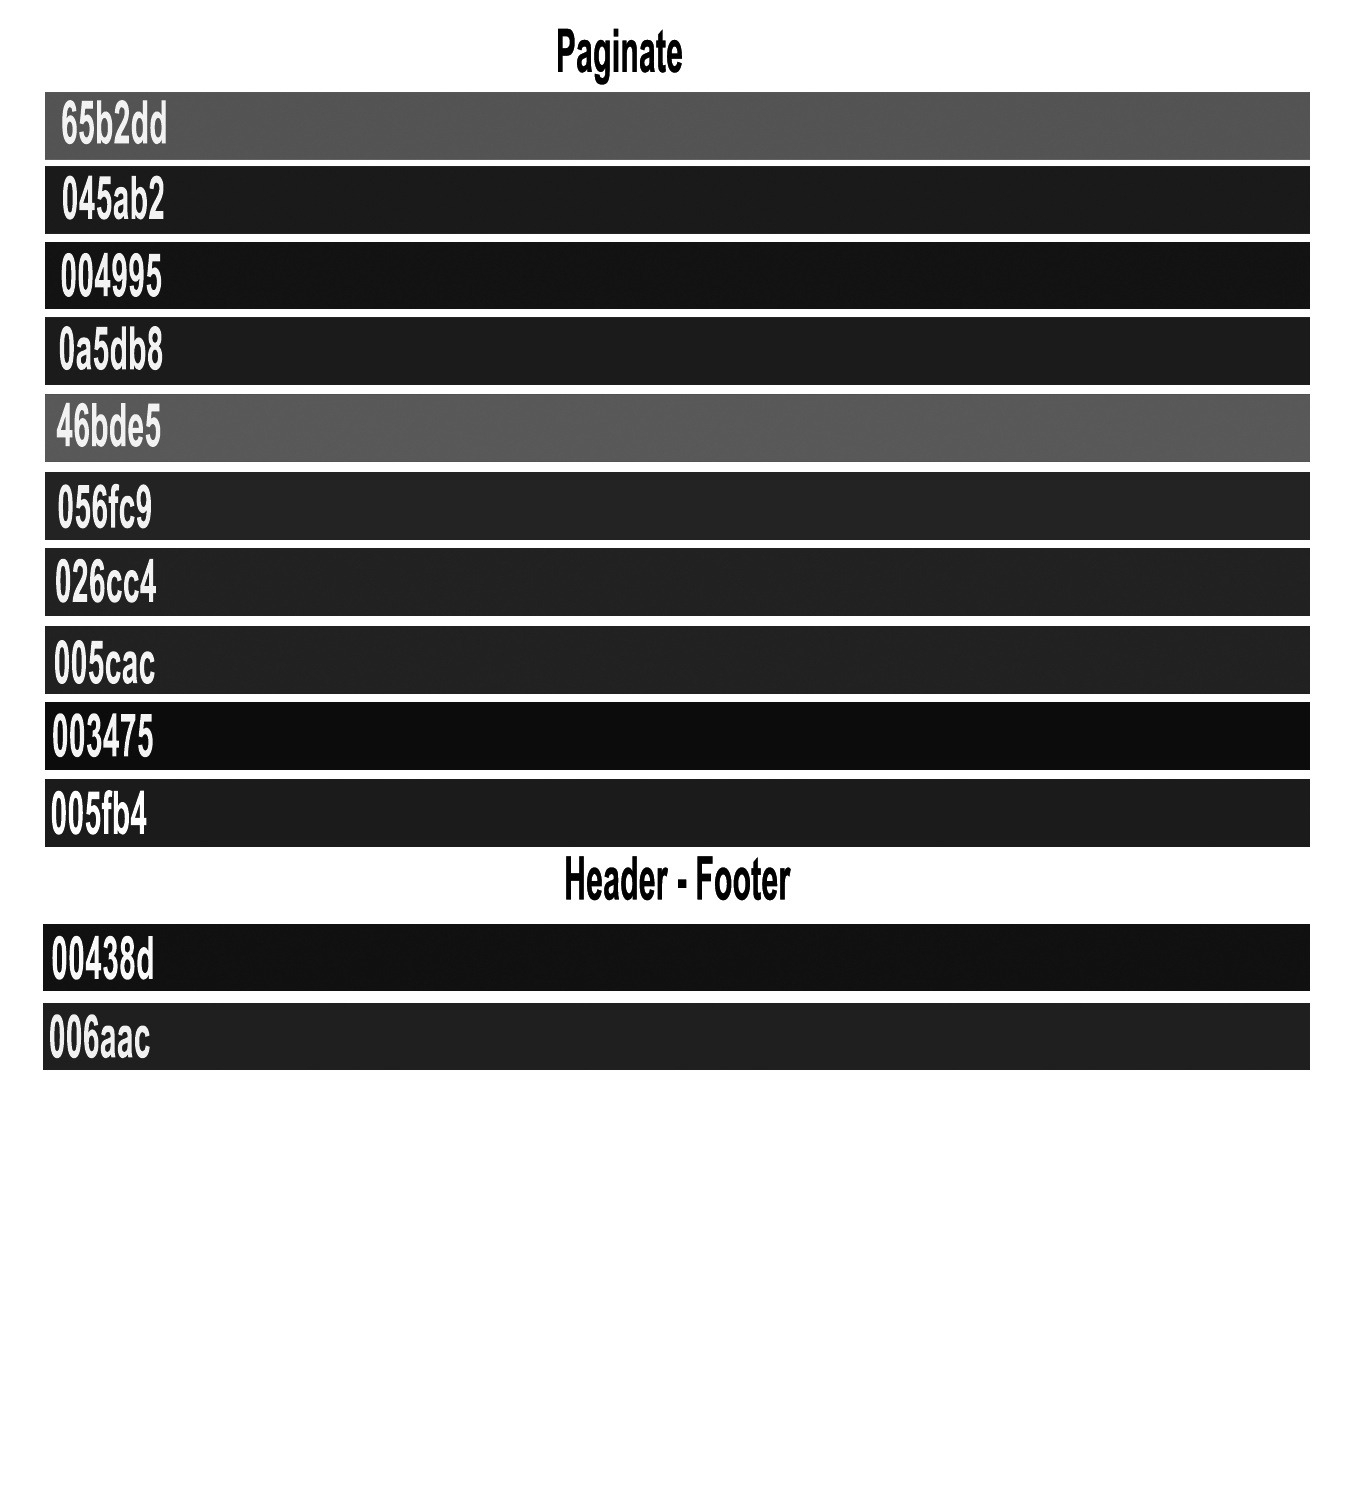 Paginate
65b2dd
045ab2
004995
0a5db8
46bde5
056fc9
026cc4
005cac
003475
005fb4
Header - Footer
00438d
006aac